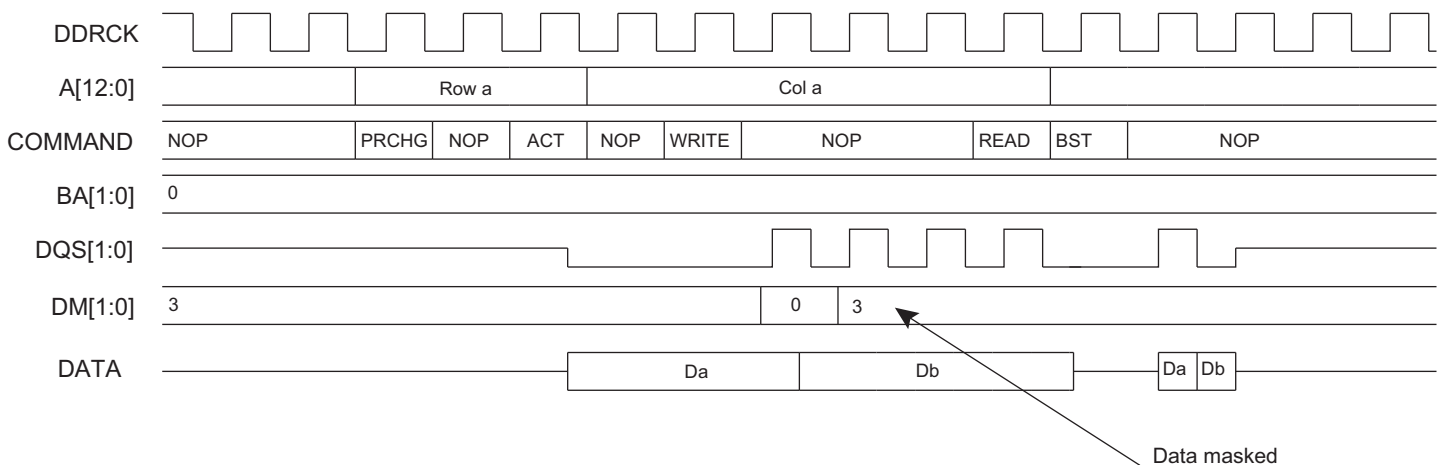 DDRCK
A[12:0] Row a Col a
COMMAND NOP PRCHG NOP ACT NOP WRITE NOP READ BST NOP
BA[1:0] 0
DQS[1:0]
DM[1:0] 3 0 3
DATA Da Db Da Db
Data masked